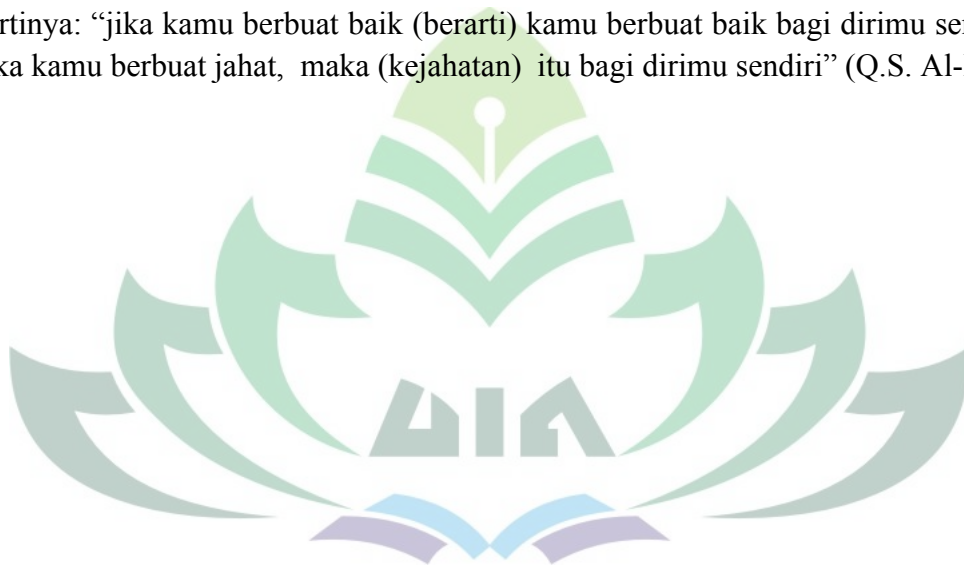 rtinya: “jika kamu berbuat baik (berarti) kamu berbuat baik bagi dirimu se
ka kamu berbuat jahat, maka (kejahatan) itu bagi dirimu sendiri” (Q.S. Al-
UIN